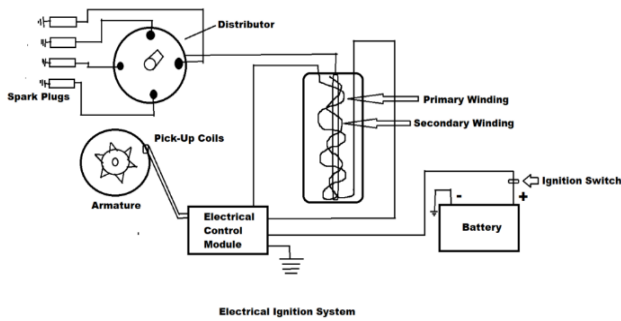 Distributor
Spark Plugs
Primary Winding
Secondary Winding
Pick-Up Coils
Ignition Switch
Armature
- +
Electrical
Control
Module
Battery
Electrical Ignition System